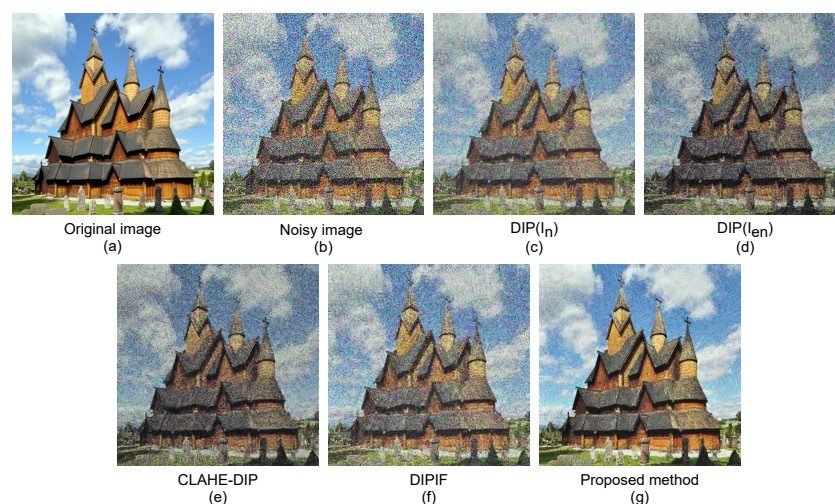 Original image
(a)
Noisy image
(b)
DIP(Iₙ)
(c)
DIP(Iₑₙ)
(d)
CLAHE-DIP
(e)
DIPIF
(f)
Proposed method
(g)